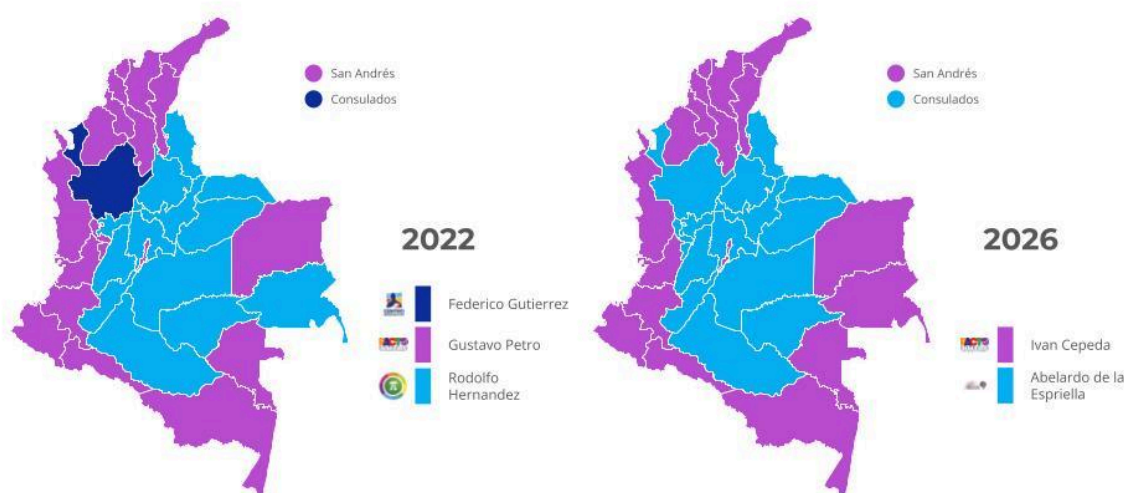 San Andrés
Consulados
2022
Federico Gutierrez
Gustavo Petro
Rodolfo
Hernandez
San Andrés
Consulados
2026
Ivan Cepeda
Abelardo de la
Espriella